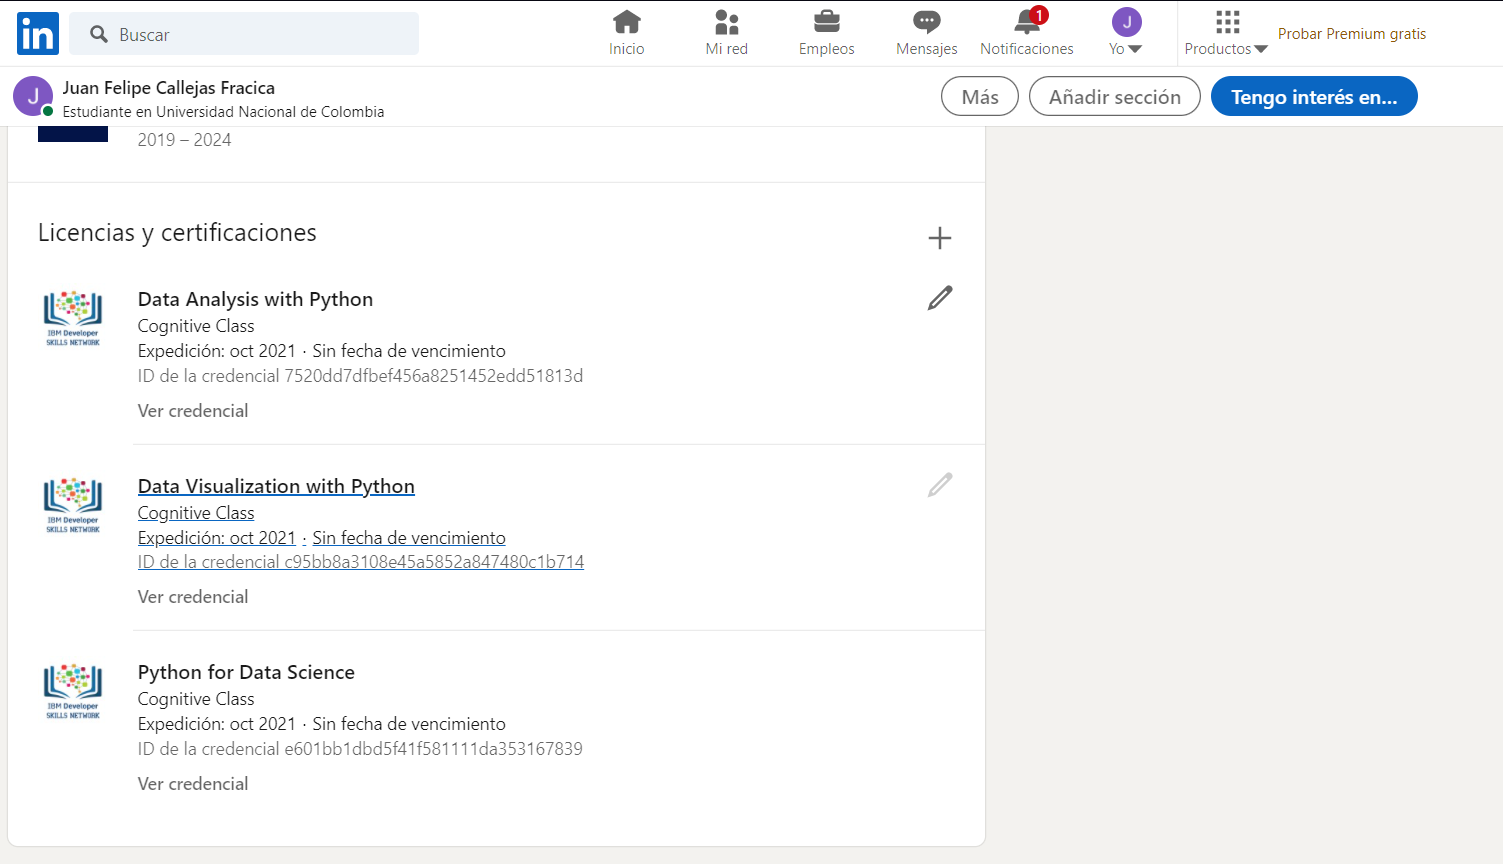 in
Buscar
Inicio
Mi red
Empleos
Mensajes
1
Notificaciones
J
Yo
Productos
Probar Premium gratis
J
Juan Felipe Callejas Fracica
Estudiante en Universidad Nacional de Colombia
Más
Añadir sección
Tengo interés en...
2019 – 2024
Licencias y certificaciones
IBM Developer
SKILLS NETWORK
Data Analysis with Python
Cognitive Class
Expedición: oct 2021 · Sin fecha de vencimiento
ID de la credencial 7520dd7dfbef456a8251452edd51813d
Ver credencial
IBM Developer
SKILLS NETWORK
Data Visualization with Python
Cognitive Class
Expedición: oct 2021 · Sin fecha de vencimiento
ID de la credencial c95bb8a3108e45a5852a847480c1b714
Ver credencial
IBM Developer
SKILLS NETWORK
Python for Data Science
Cognitive Class
Expedición: oct 2021 · Sin fecha de vencimiento
ID de la credencial e601bb1dbd5f41f581111da353167839
Ver credencial